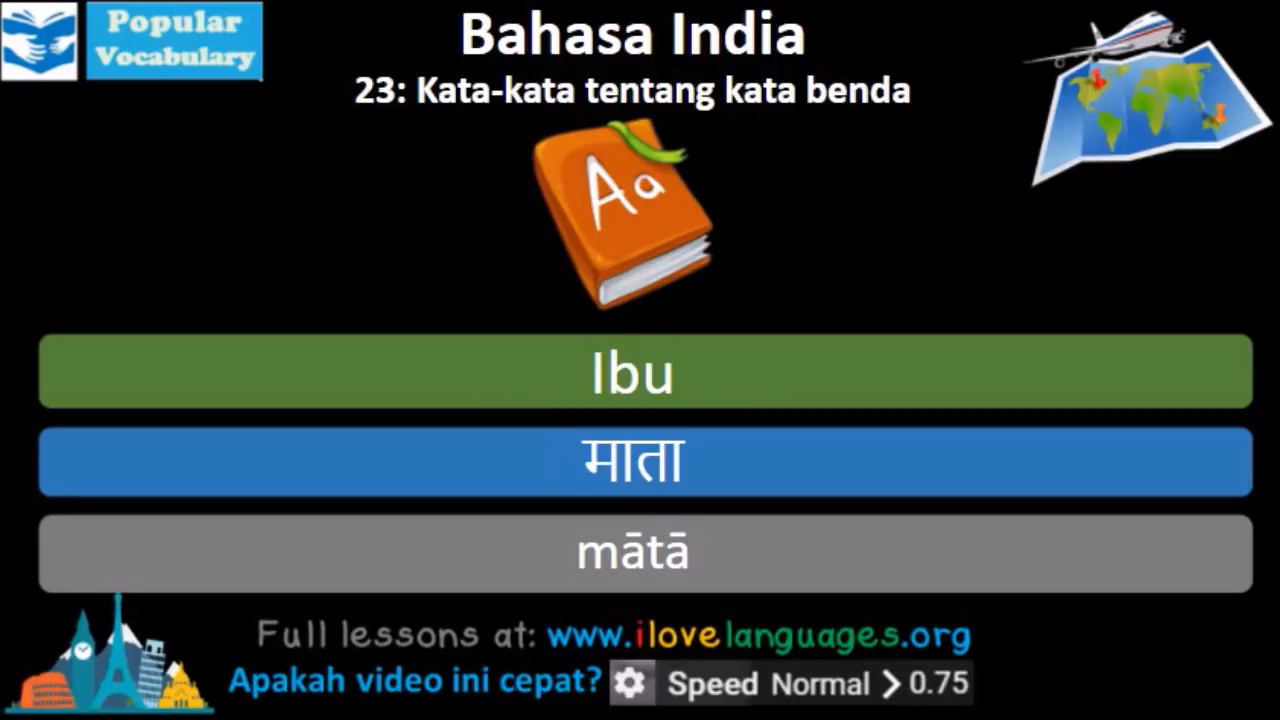 Popular
Vocabulary
Bahasa India
23: Kata-kata tentang kata benda
Aa
Ibu
माता
mātā
Full lessons at: www.ilovelanguages.org
Apakah video ini cepat? Speed Normal > 0.75